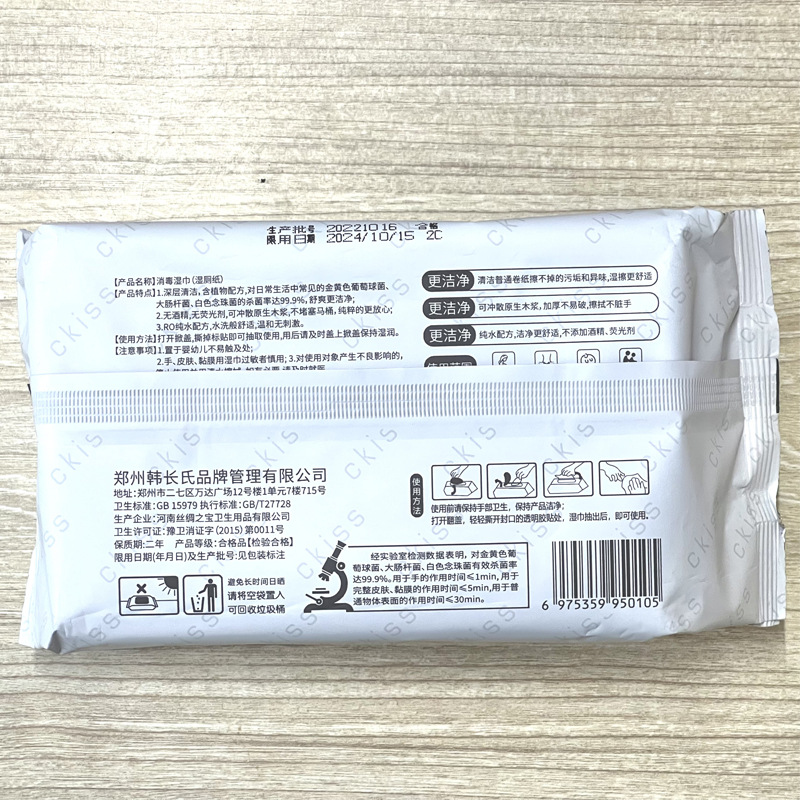 生产批号 20221016 合格
限用日期 2024/10/15 20
【产品名称】消毒湿巾(湿厕纸)
【产品特点】1.深层清洁,含植物配方,对日常生活中常见的金黄色葡萄球菌、
大肠杆菌、白色念珠菌的杀菌率达99.9%,舒爽更洁净;
2.无酒精,无荧光剂,可冲散原生木浆,不堵塞马桶,纯粹的更放心;
3.RO纯水配方,水洗般舒适,温和无刺激。
【使用方法】打开掀盖,撕掉标贴即可抽取使用,用后请及时盖上掀盖保持湿润。
【注意事项】1.置于婴幼儿不易触及处;
2.手、皮肤、黏膜用湿巾过敏者慎用;3.对使用对象产生不良影响的,
更洁净 清洁普通卷纸擦不掉的污垢和异味,湿擦更舒适
更洁净 可冲散原生木浆,加厚不易破,擦拭不脏手
更洁净 纯水配方,洁净更舒适,不添加酒精、荧光剂
使用范围
郑州韩长氏品牌管理有限公司
地址:郑州市二七区万达广场12号楼1单元7楼715号
卫生标准:GB 15979 执行标准:GB/T27728
生产企业:河南丝绸之宝卫生用品有限公司
卫生许可证:豫卫消证字(2015)第0011号
保质期:二年 产品等级:合格品【检验合格】
限用日期(年月日)及生产批号:见包装标注
避免长时间日晒
请将空袋置入
可回收垃圾桶
使用方法
使用前请保持手部卫生,保持产品洁净;
打开翻盖,轻轻撕开封口的透明胶粘处,湿巾抽出后,即可使用。
经实验室检测数据表明,对金黄色葡
萄球菌、大肠杆菌、白色念珠菌有效杀菌率
达99.9%。用于手的作用时间≤1min,用于
完整皮肤、黏膜的作用时间≤5min,用于普
通物体表面的作用时间≤30min。
6 975359 950105
ckiss